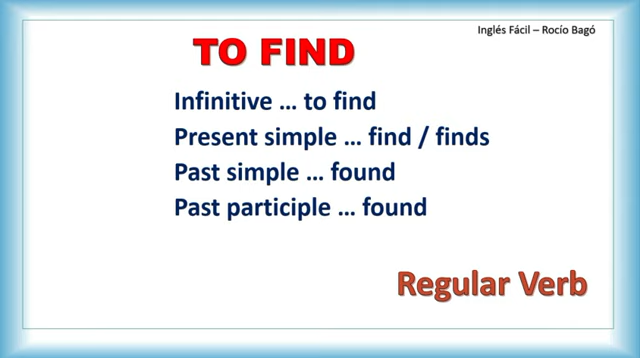 Inglés Fácil – Rocío Bagó
TO FIND
Infinitive … to find
Present simple … find / finds
Past simple … found
Past participle … found
Regular Verb